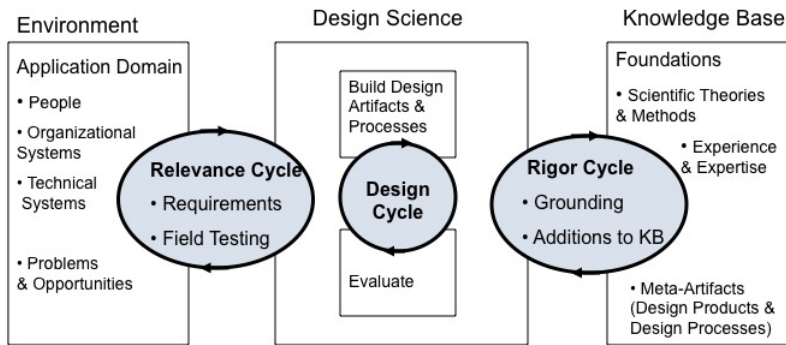 Environment
Design Science
Knowledge Base
Application Domain
• People
• Organizational
Systems
• Technical
Systems
• Problems
& Opportunities
Relevance Cycle
• Requirements
• Field Testing
Build Design
Artifacts &
Processes
Design
Cycle
Evaluate
Rigor Cycle
• Grounding
• Additions to KB
Foundations
• Scientific Theories
& Methods
• Experience
& Expertise
• Meta-Artifacts
(Design Products &
Design Processes)